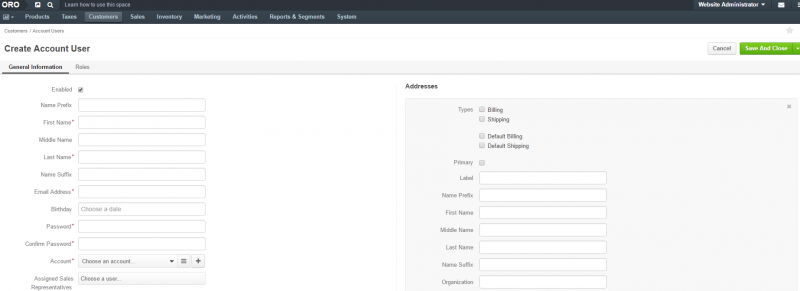 ORO Learn how to use this space Website Administrator
Products Taxes Customers Sales Inventory Marketing Activities Reports & Segments System
Customers / Account Users
Create Account User Cancel Save And Close
General Information Roles
Enabled
Name Prefix
First Name*
Middle Name
Last Name*
Name Suffix
Email Address*
Birthday Choose a date
Password*
Confirm Password*
Account* Choose an account...
Assigned Sales Representatives Choose a user...
Addresses
Types Billing
Shipping
Default Billing
Default Shipping
Primary
Label
Name Prefix
First Name
Middle Name
Last Name
Name Suffix
Organization